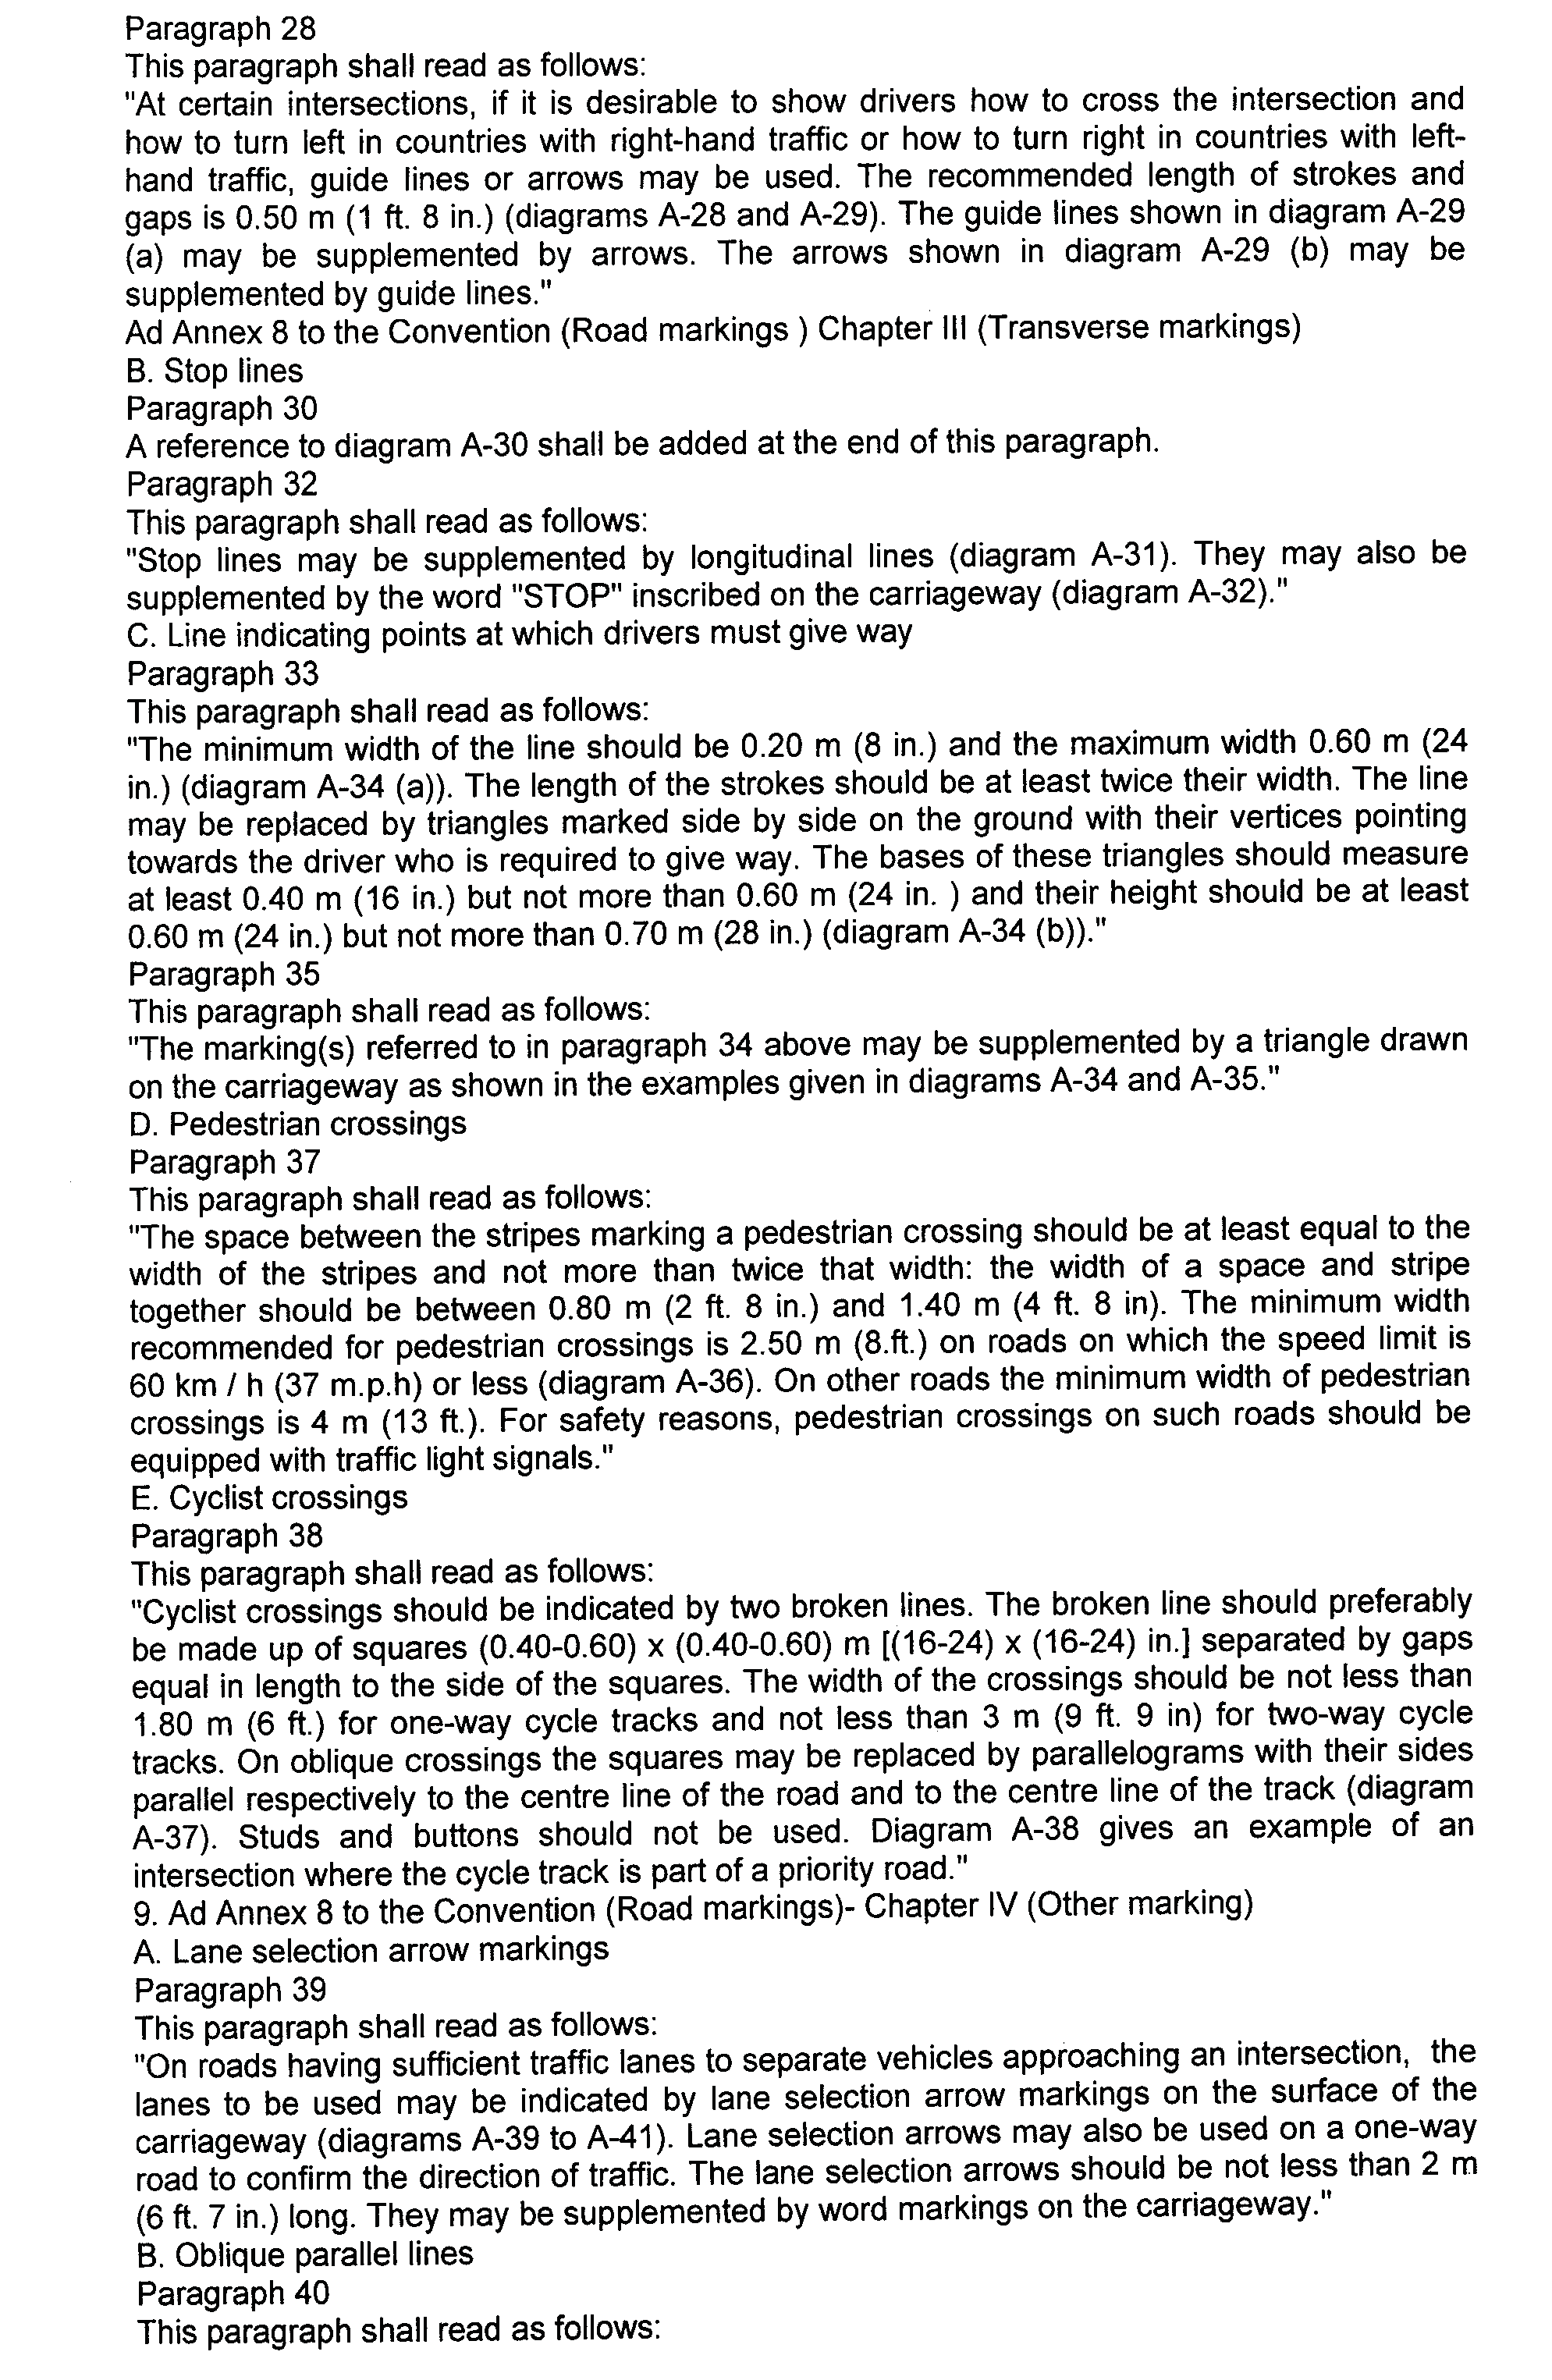 Paragraph 28
This paragraph shall read as follows:
"At certain intersections, if it is desirable to show drivers how to cross the intersection and
how to turn left in countries with right-hand traffic or how to turn right in countries with left-
hand traffic, guide lines or arrows may be used. The recommended length of strokes and
gaps is 0.50 m (1 ft. 8 in.) (diagrams A-28 and A-29). The guide lines shown in diagram A-29
(a) may be supplemented by arrows. The arrows shown in diagram A-29 (b) may be
supplemented by guide lines."
Ad Annex 8 to the Convention (Road markings ) Chapter III (Transverse markings)
B. Stop lines
Paragraph 30
A reference to diagram A-30 shall be added at the end of this paragraph.
Paragraph 32
This paragraph shall read as follows:
"Stop lines may be supplemented by longitudinal lines (diagram A-31). They may also be
supplemented by the word "STOP" inscribed on the carriageway (diagram A-32)."
C. Line indicating points at which drivers must give way
Paragraph 33
This paragraph shall read as follows:
"The minimum width of the line should be 0.20 m (8 in.) and the maximum width 0.60 m (24
in.) (diagram A-34 (a)). The length of the strokes should be at least twice their width. The line
may be replaced by triangles marked side by side on the ground with their vertices pointing
towards the driver who is required to give way. The bases of these triangles should measure
at least 0.40 m (16 in.) but not more than 0.60 m (24 in. ) and their height should be at least
0.60 m (24 in.) but not more than 0.70 m (28 in.) (diagram A-34 (b))."
Paragraph 35
This paragraph shall read as follows:
"The marking(s) referred to in paragraph 34 above may be supplemented by a triangle drawn
on the carriageway as shown in the examples given in diagrams A-34 and A-35."
D. Pedestrian crossings
Paragraph 37
This paragraph shall read as follows:
"The space between the stripes marking a pedestrian crossing should be at least equal to the
width of the stripes and not more than twice that width: the width of a space and stripe
together should be between 0.80 m (2 ft. 8 in.) and 1.40 m (4 ft. 8 in). The minimum width
recommended for pedestrian crossings is 2.50 m (8.ft.) on roads on which the speed limit is
60 km / h (37 m.p.h) or less (diagram A-36). On other roads the minimum width of pedestrian
crossings is 4 m (13 ft.). For safety reasons, pedestrian crossings on such roads should be
equipped with traffic light signals."
E. Cyclist crossings
Paragraph 38
This paragraph shall read as follows:
"Cyclist crossings should be indicated by two broken lines. The broken line should preferably
be made up of squares (0.40-0.60) x (0.40-0.60) m [(16-24) x (16-24) in.] separated by gaps
equal in length to the side of the squares. The width of the crossings should be not less than
1.80 m (6 ft.) for one-way cycle tracks and not less than 3 m (9 ft. 9 in) for two-way cycle
tracks. On oblique crossings the squares may be replaced by parallelograms with their sides
parallel respectively to the centre line of the road and to the centre line of the track (diagram
A-37). Studs and buttons should not be used. Diagram A-38 gives an example of an
intersection where the cycle track is part of a priority road."
9. Ad Annex 8 to the Convention (Road markings)- Chapter IV (Other marking)
A. Lane selection arrow markings
Paragraph 39
This paragraph shall read as follows:
"On roads having sufficient traffic lanes to separate vehicles approaching an intersection, the
lanes to be used may be indicated by lane selection arrow markings on the surface of the
carriageway (diagrams A-39 to A-41). Lane selection arrows may also be used on a one-way
road to confirm the direction of traffic. The lane selection arrows should be not less than 2 m
(6 ft. 7 in.) long. They may be supplemented by word markings on the carriageway."
B. Oblique parallel lines
Paragraph 40
This paragraph shall read as follows: